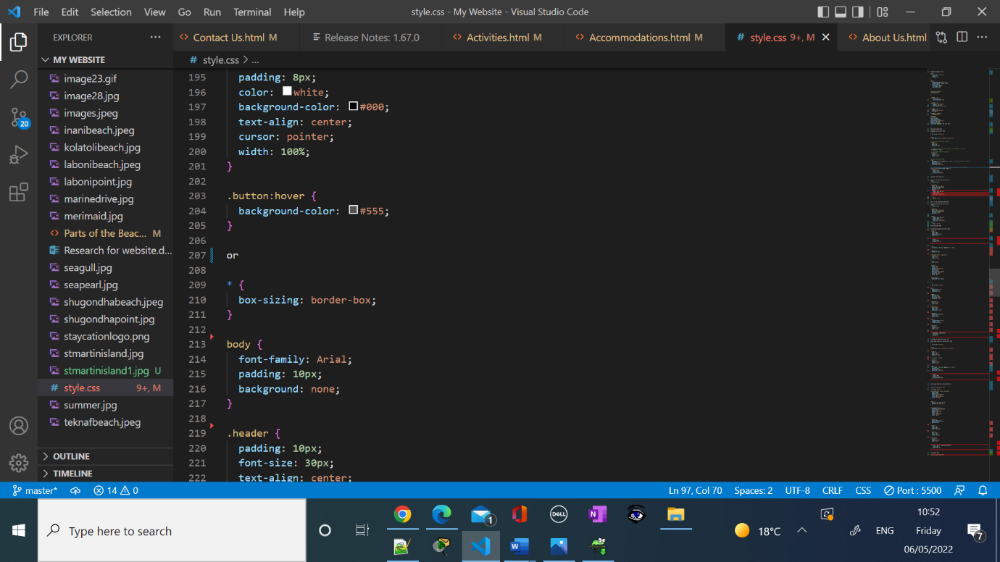 File Edit Selection View Go Run Terminal Help style.css - My Website - Visual Studio Code
EXPLORER ··· <> Contact Us.html M Release Notes: 1.67.0 <> Activities.html M <> Accommodations.html M # style.css 9+, M <> About Us.html ···
MY WEBSITE # style.css > ...
image23.gif
image28.jpg
images.jpeg
inanibeach.jpeg
kolatolibeach.jpg
labonibeach.jpeg
labonipoint.jpg
marinedrive.jpg
merimaid.jpg
<> Parts of the Beac... M
Research for website.d...
seagull.jpg
seapearl.jpg
shugondhabeach.jpeg
shugondhapoint.jpg
staycationlogo.png
stmartinisland.jpg
stmartinisland1.jpg U
# style.css 9+, M
summer.jpg
teknafbeach.jpeg
OUTLINE
TIMELINE
20
195 padding: 8px;
196 color: white;
197 background-color: #000;
198 text-align: center;
199 cursor: pointer;
200 width: 100%;
201 }
202
203 .button:hover {
204 background-color: #555;
205 }
206
207 or
208
209 * {
210 box-sizing: border-box;
211 }
212
213 body {
214 font-family: Arial;
215 padding: 10px;
216 background: none;
217 }
218
219 .header {
220 padding: 10px;
221 font-size: 30px;
222 text-align: center;
master* 14 0 Ln 97, Col 70 Spaces: 2 UTF-8 CRLF CSS Port : 5500
Type here to search
1
DELL
N
W
18°C
ENG
10:52
Friday
06/05/2022
7